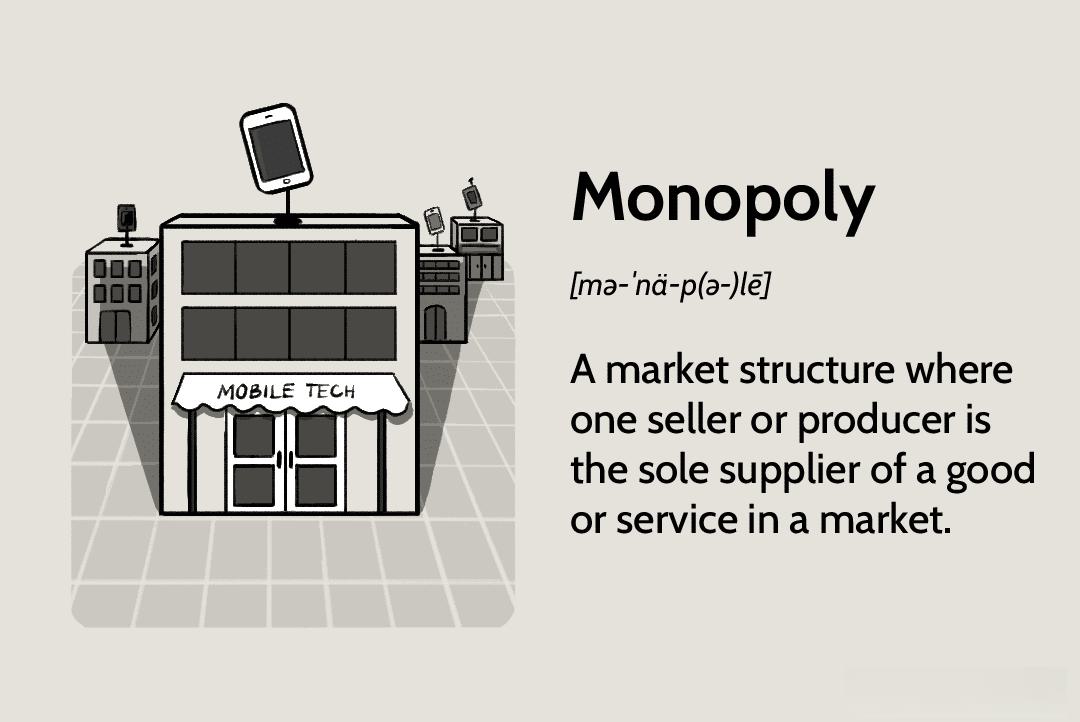 MOBILE TECH
Monopoly
[mə-ˈnä-p(ə-)lē]
A market structure where
one seller or producer is
the sole supplier of a good
or service in a market.